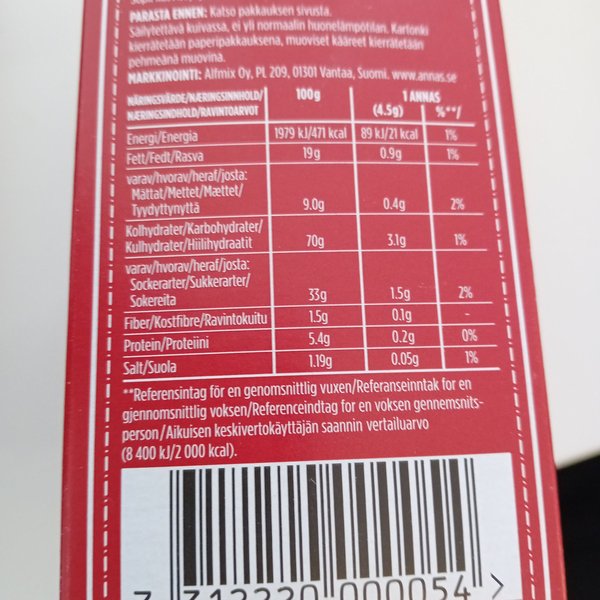 PARASTA ENNEN: Katso pakkauksen sivusta.
Säilytettävä kuivassa, ei yli normaalin huonelämpötilan. Kartonki
kierrätetään paperipakkauksena, muoviset kääreet kierrätetään
pehmeänä muovina.
MARKKINOINTI: Alfmix Oy, PL 209, 01301 Vantaa, Suomi. www.annas.se
NÄRINGSVÄRDE/NÆRINGSINNHOLD/ 100g 1 ANNAS
NÆRINGSINDHOLD/RAVINTOARVOT (4.5g) %**/
Energi/Energia 1979 kJ/471 kcal 89 kJ/21 kcal 1%
Fett/Fedt/Rasva 19g 0.9g 1%
varav/hvorav/heraf/josta:
Mättat/Mettet/Mættet/
Tyydyttynyttä 9.0g 0.4g 2%
Kolhydrater/Karbohydrater/
Kulhydrater/Hiilihydraatit 70g 3.1g 1%
varav/hvorav/heraf/josta:
Sockerarter/Sukkerarter/
Sokereita 33g 1.5g 2%
Fiber/Kostfibre/Ravintokuitu 1.5g 0.1g -
Protein/Proteiini 5.4g 0.2g 0%
Salt/Suola 1.19g 0.05g 1%
**Referensintag för en genomsnittlig vuxen/Referanseinntak for en
gjennomsnittlig voksen/Referenceindtag for en voksen gennemsnits-
person/Aikuisen keskivertokäyttäjän saannin vertailuarvo
(8 400 kJ/2 000 kcal).
7 312220 000054 >